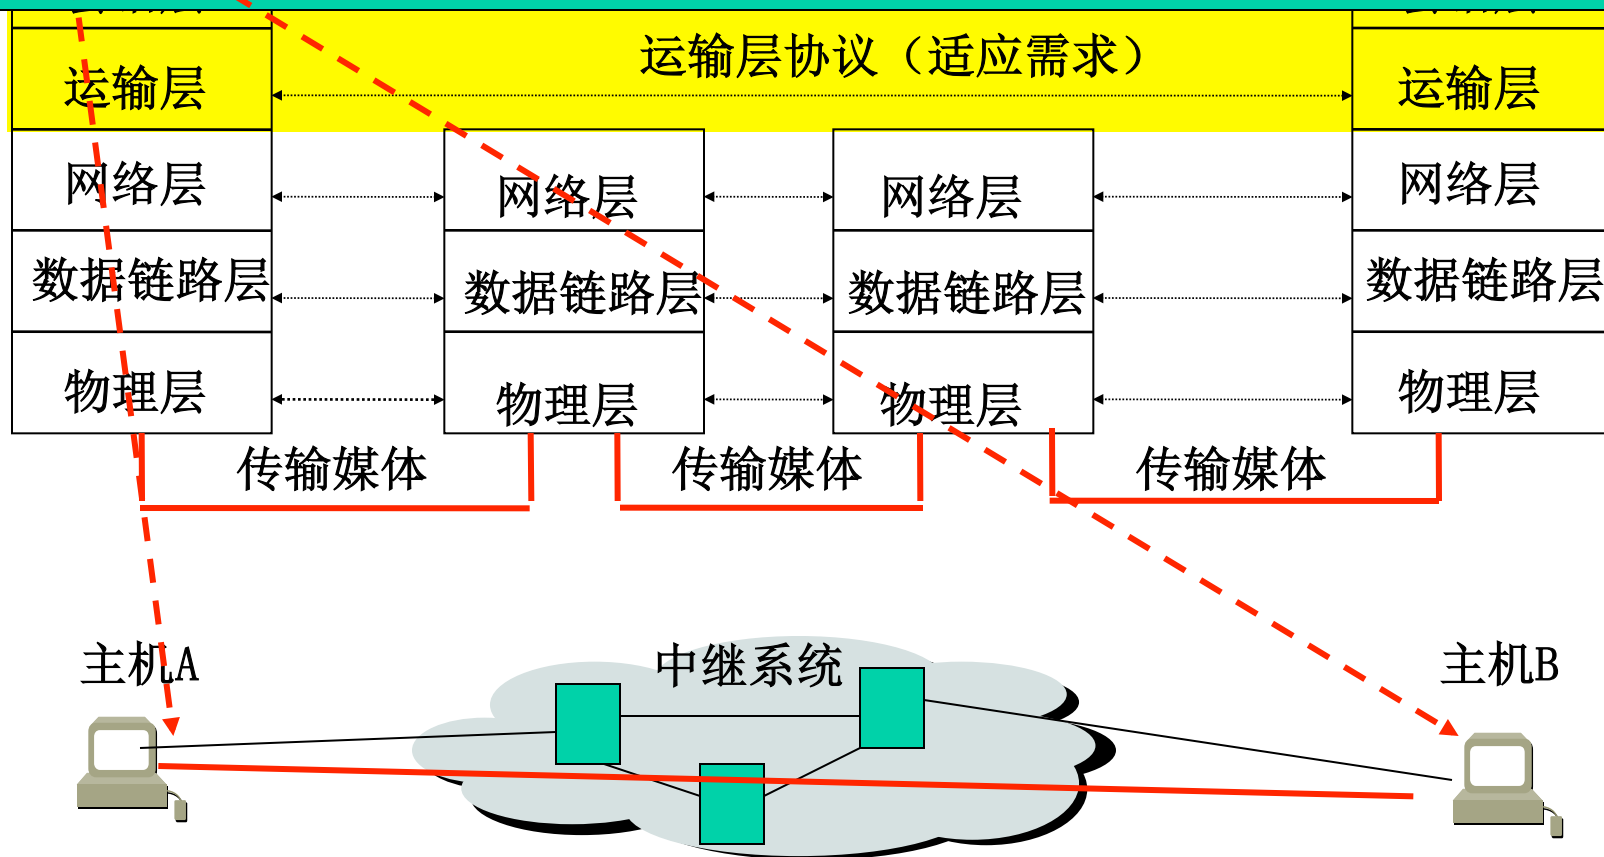 运输层协议（适应需求）
运输层 运输层
网络层 网络层 网络层 网络层
数据链路层 数据链路层 数据链路层 数据链路层
物理层 物理层 物理层 物理层
传输媒体 传输媒体 传输媒体
主机A 中继系统 主机B